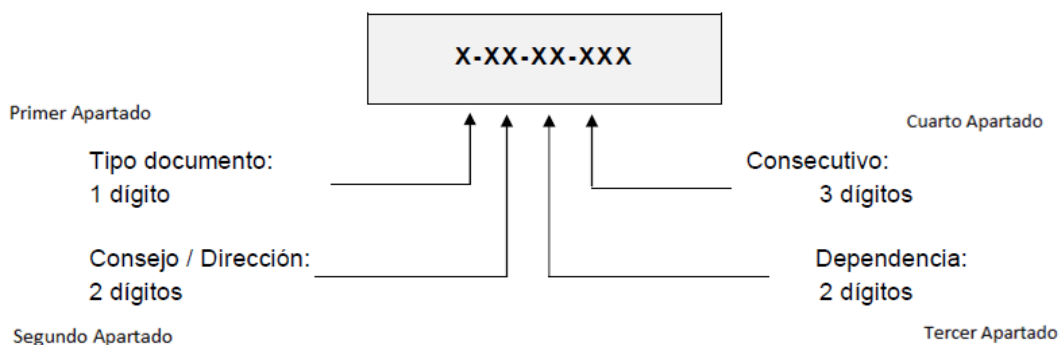 X-XX-XX-XXX
Primer Apartado
Cuarto Apartado
Tipo documento:
1 dígito
Consecutivo:
3 dígitos
Consejo / Dirección:
2 dígitos
Dependencia:
2 dígitos
Segundo Apartado
Tercer Apartado